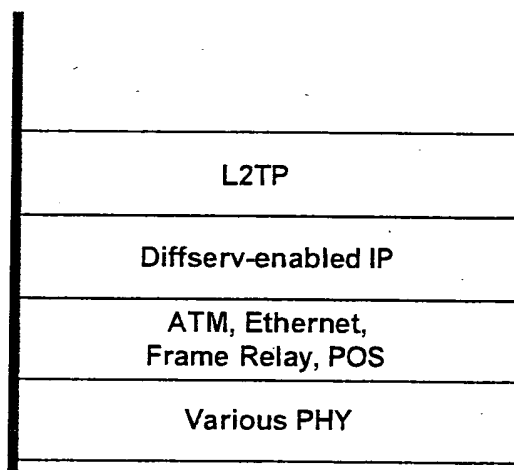 L2TP
Diffserv-enabled IP
ATM, Ethernet,
Frame Relay, POS
Various PHY